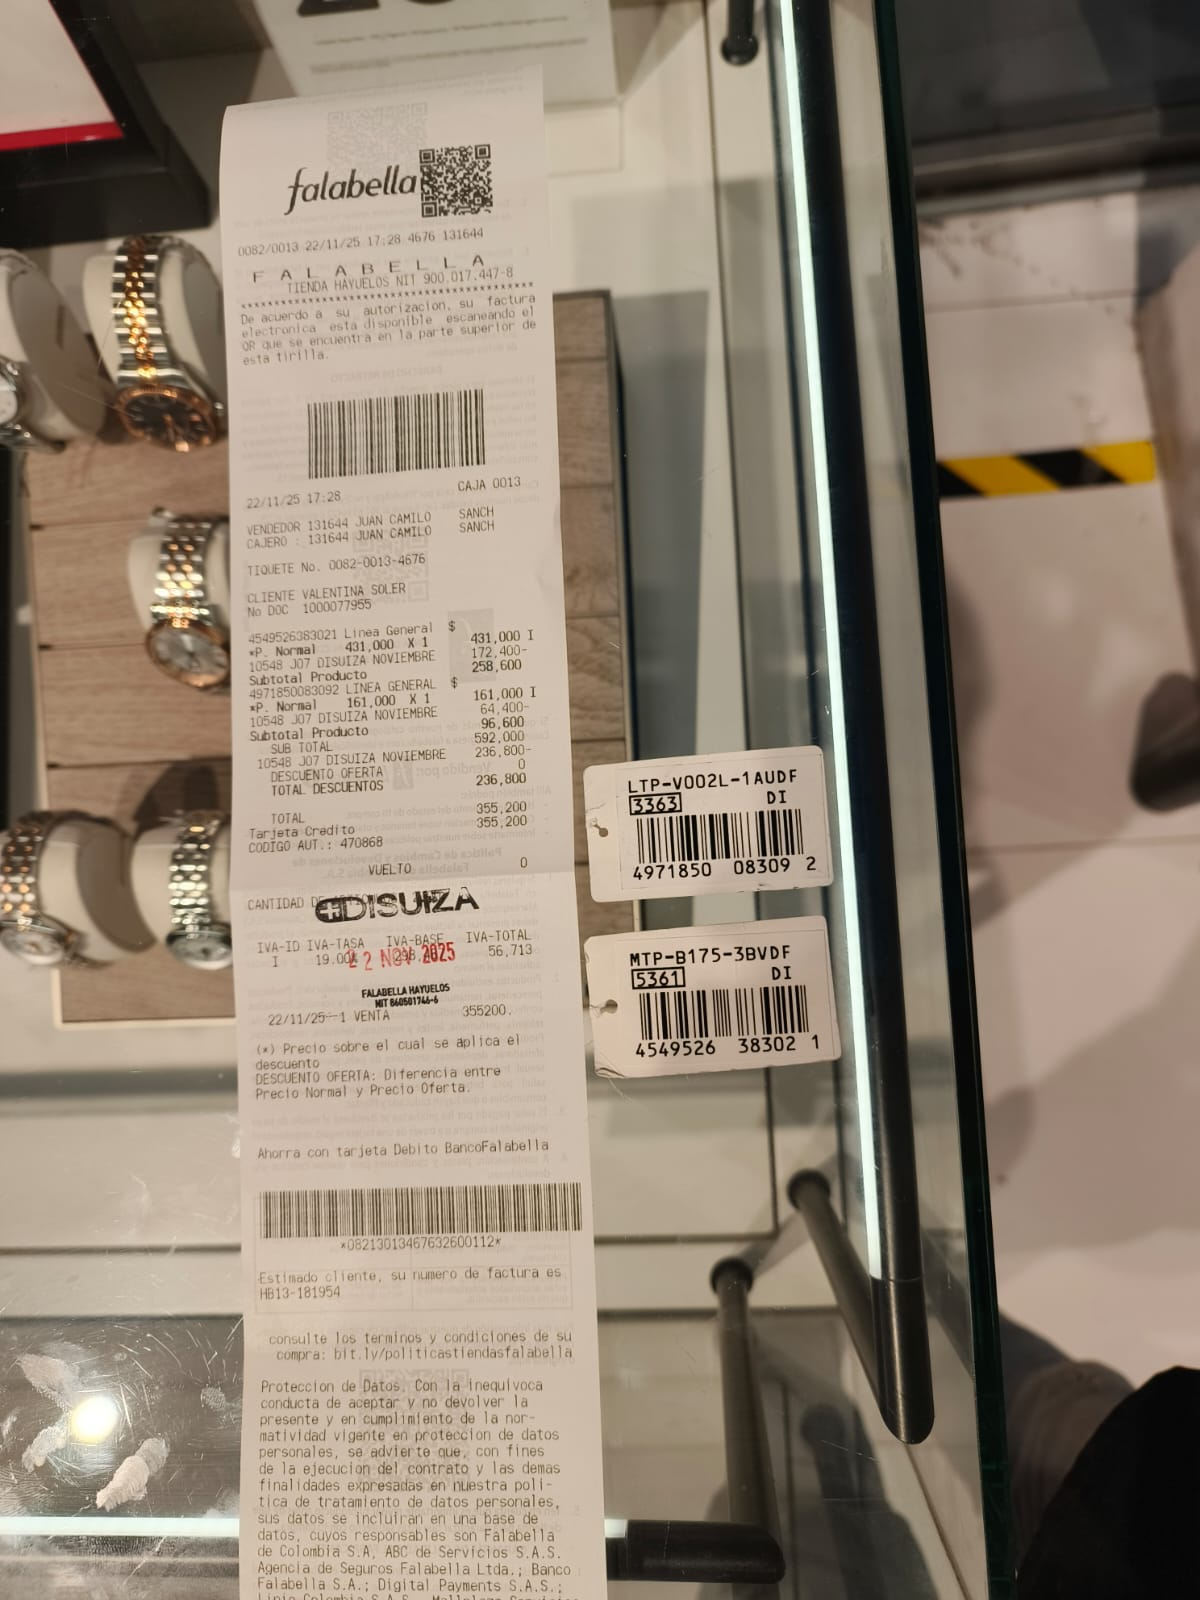 falabella
0082/0013 22/11/25 17:28 4676 131644
F A L A B E L L A
TIENDA HAYUELOS NIT 900.017.447-8
****************************************
De acuerdo a su autorizacion, su factura
electronica esta disponible escaneando el
QR que se encuentra en la parte superior de
esta tirilla.
22/11/25 17:28 CAJA 0013
VENDEDOR 131644 JUAN CAMILO SANCH
CAJERO : 131644 JUAN CAMILO SANCH
TIQUETE No. 0082-0013-4676
CLIENTE VALENTINA SOLER
No DOC 1000077955
4549526383021 Linea General $
*P. Normal 431,000 X 1 431,000 I
10548 J07 DISUIZA NOVIEMBRE 172,400-
Subtotal Producto 258,600
4971850083092 LINEA GENERAL $
*P. Normal 161,000 X 1 161,000 I
10548 J07 DISUIZA NOVIEMBRE 64,400-
Subtotal Producto 96,600
SUB TOTAL 592,000
10548 J07 DISUIZA NOVIEMBRE 236,800-
DESCUENTO OFERTA 0
TOTAL DESCUENTOS 236,800
TOTAL 355,200
Tarjeta Credito 355,200
CODIGO AUT.: 470868
VUELTO 0
CANTIDAD DE
DISUIZA
IVA-ID IVA-TASA IVA-BASE IVA-TOTAL
I 19.00 56,713
22 NOV 2025
FALABELLA HAYUELOS
NIT 860501746-6
22/11/25--1 VENTA 355200.
(*) Precio sobre el cual se aplica el
descuento
DESCUENTO OFERTA: Diferencia entre
Precio Normal y Precio Oferta.
Ahorra con tarjeta Debito BancoFalabella
*08213013467632600112*
Estimado cliente, su numero de factura es
HB13-181954
consulte los terminos y condiciones de su
compra: bit.ly/politicastiendasfalabella
Proteccion de Datos. Con la inequivoca
conducta de aceptar y no devolver la
presente y en cumplimiento de la nor-
matividad vigente en proteccion de datos
personales, se advierte que, con fines
de la ejecucion del contrato y las demas
finalidades expresadas en nuestra poli-
tica de tratamiento de datos personales,
sus datos se incluiran en una base de
datos, cuyos responsables son Falabella
de Colombia S.A, ABC de Servicios S.A.S.
Agencia de Seguros Falabella Ltda.; Banco
Falabella S.A.; Digital Payments S.A.S.;
LTP-V002L-1AUDF
3363 DI
4971850 08309 2
MTP-B175-3BVDF
5361 DI
4549526 38302 1